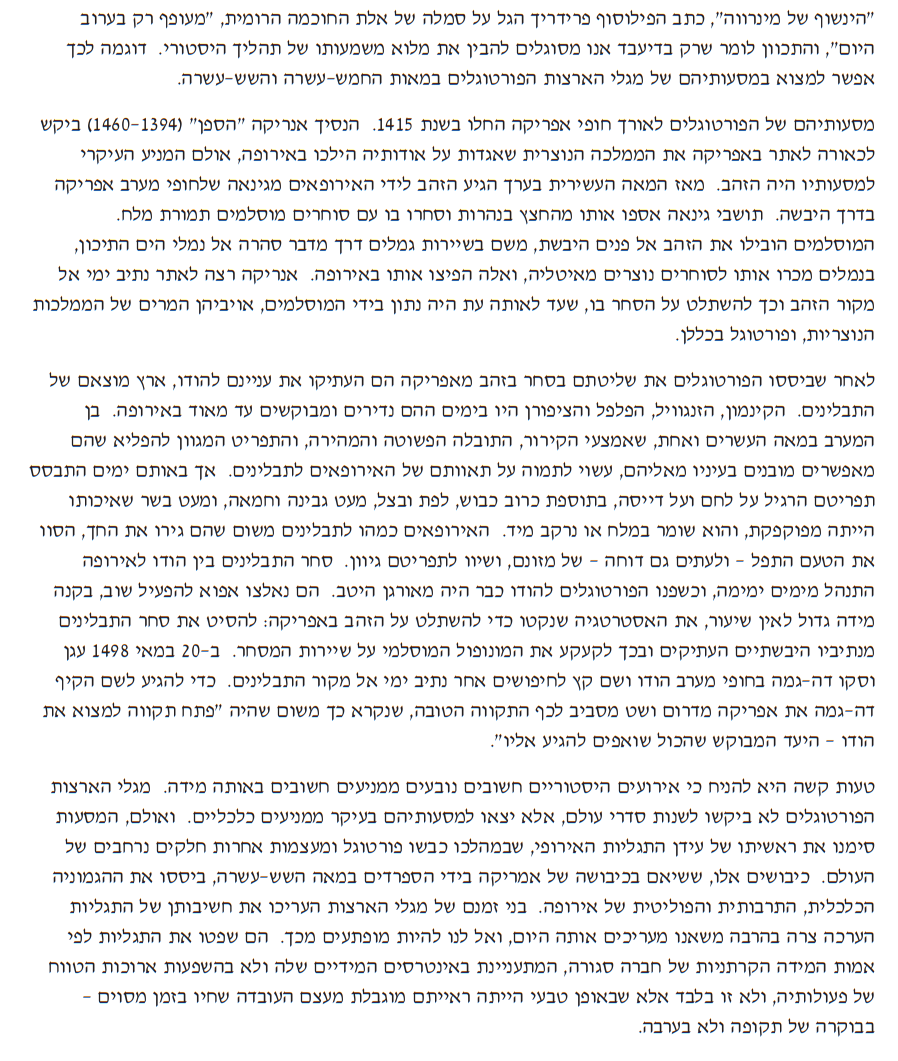 "הינשוף של מינרווה", כתב הפילוסוף פרידריך הגל על סמלה של אלת החוכמה הרומית, "מעופף רק בערוב
היום", והתכוון לומר שרק בדיעבד אנו מסוגלים להבין את מלוא משמעותו של תהליך היסטורי. דוגמה לכך
אפשר למצוא במסעותיהם של מגלי הארצות הפורטוגלים במאות החמש-עשרה והשש-עשרה.
מסעותיהם של הפורטוגלים לאורך חופי אפריקה החלו בשנת 1415. הנסיך אנריקה "הספן" (1394-1460) ביקש
לכאורה לאתר באפריקה את הממלכה הנוצרית שאגדות על אודותיה הילכו באירופה, אולם המניע העיקרי
למסעותיו היה הזהב. מאז המאה העשירית בערך הגיע הזהב לידי האירופאים מגינאה שלחופי מערב אפריקה
בדרך היבשה. תושבי גינאה אספו אותו מהחצץ בנהרות וסחרו בו עם סוחרים מוסלמים תמורת מלח.
המוסלמים הובילו את הזהב אל פנים היבשת, משם בשיירות גמלים דרך מדבר סהרה אל נמלי הים התיכון,
בנמלים מכרו אותו לסוחרים נוצרים מאיטליה, ואלה הפיצו אותו באירופה. אנריקה רצה לאתר נתיב ימי אל
מקור הזהב וכך להשתלט על הסחר בו, שעד לאותה עת היה נתון בידי המוסלמים, אויביהן המרים של הממלכות
הנוצריות, ופורטוגל בכללן.
לאחר שביססו הפורטוגלים את שליטתם בסחר בזהב מאפריקה הם העתיקו את עניינם להודו, ארץ מוצאם של
התבלינים. הקינמון, הזנגוויל, הפלפל והציפורן היו בימים ההם נדירים ומבוקשים עד מאוד באירופה. בן
המערב במאה העשרים ואחת, שאמצעי הקירור, התובלה הפשוטה והמהירה, והתפריט המגוון להפליא שהם
מאפשרים מובנים בעיניו מאליהם, עשוי לתמוה על תאוותם של האירופאים לתבלינים. אך באותם ימים התבסס
תפריטם הרגיל על לחם ועל דייסה, בתוספת כרוב כבוש, לפת ובצל, מעט גבינה וחמאה, ומעט בשר שאיכותו
הייתה מפוקפקת, והוא שומר במלח או נרקב מיד. האירופאים כמהו לתבלינים משום שהם גירו את החך, הסוו
את הטעם התפל - ולעתים גם דוחה - של מזונם, ושיוו לתפריטם גיוון. סחר התבלינים בין הודו לאירופה
התנהל מימים ימימה, וכשפנו הפורטוגלים להודו כבר היה מאורגן היטב. הם נאלצו אפוא להפעיל שוב, בקנה
מידה גדול לאין שיעור, את האסטרטגיה שנקטו כדי להשתלט על הזהב באפריקה: להסיט את סחר התבלינים
מנתיביו היבשתיים העתיקים ובכך לקעקע את המונופול המוסלמי על שיירות המסחר. ב-20 במאי 1498 עגן
וסקו דה-גמה בחופי מערב הודו ושם קץ לחיפושים אחר נתיב ימי אל מקור התבלינים. כדי להגיע לשם הקיף
דה-גמה את אפריקה מדרום ושט מסביב לכף התקווה הטובה, שנקרא כך משום שהיה "פתח תקווה למצוא את
הודו - היעד המבוקש שהכול שואפים להגיע אליו".
טעות קשה היא להניח כי אירועים היסטוריים חשובים נובעים ממניעים חשובים באותה מידה. מגלי הארצות
הפורטוגלים לא ביקשו לשנות סדרי עולם, אלא יצאו למסעותיהם בעיקר ממניעים כלכליים. ואולם, המסעות
סימנו את ראשיתו של עידן התגליות האירופי, שבמהלכו כבשו פורטוגל ומעצמות אחרות חלקים נרחבים של
העולם. כיבושים אלו, ששיאם בכיבושה של אמריקה בידי הספרדים במאה השש-עשרה, ביססו את ההגמוניה
הכלכלית, התרבותית והפוליטית של אירופה. בני זמנם של מגלי הארצות העריכו את חשיבותן של התגליות
הערכה צרה בהרבה משאנו מעריכים אותה היום, ואל לנו להיות מופתעים מכך. הם שפטו את התגליות לפי
אמות המידה הקרתניות של חברה סגורה, המתעניינת באינטרסים המידיים שלה ולא בהשפעות ארוכות הטווח
של פעולותיה, ולא זו בלבד אלא שבאופן טבעי הייתה ראייתם מוגבלת מעצם העובדה שחיו בזמן מסוים -
בבוקרה של תקופה ולא בערבה.